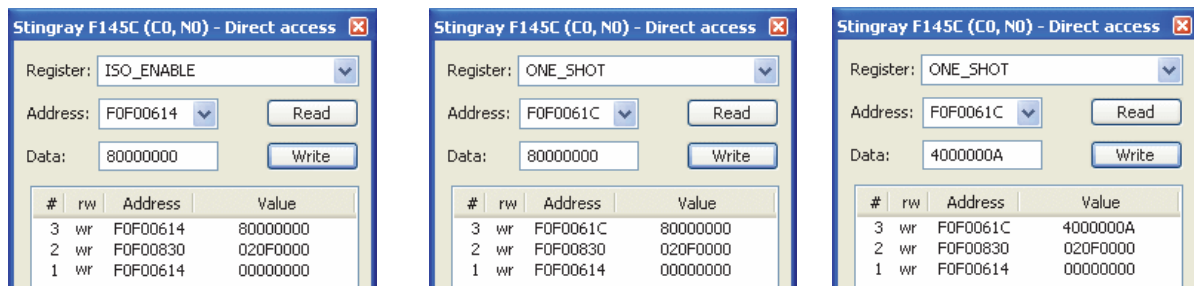 Stingray F145C (C0, N0) - Direct access
Register: ISO_ENABLE
Address: F0F00614 Read
Data: 80000000 Write
# rw Address Value
3 wr F0F00614 80000000
2 wr F0F00830 020F0000
1 wr F0F00614 00000000
Stingray F145C (C0, N0) - Direct access
Register: ONE_SHOT
Address: F0F0061C Read
Data: 80000000 Write
# rw Address Value
3 wr F0F0061C 80000000
2 wr F0F00830 020F0000
1 wr F0F00614 00000000
Stingray F145C (C0, N0) - Direct access
Register: ONE_SHOT
Address: F0F0061C Read
Data: 4000000A Write
# rw Address Value
3 wr F0F0061C 4000000A
2 wr F0F00830 020F0000
1 wr F0F00614 00000000